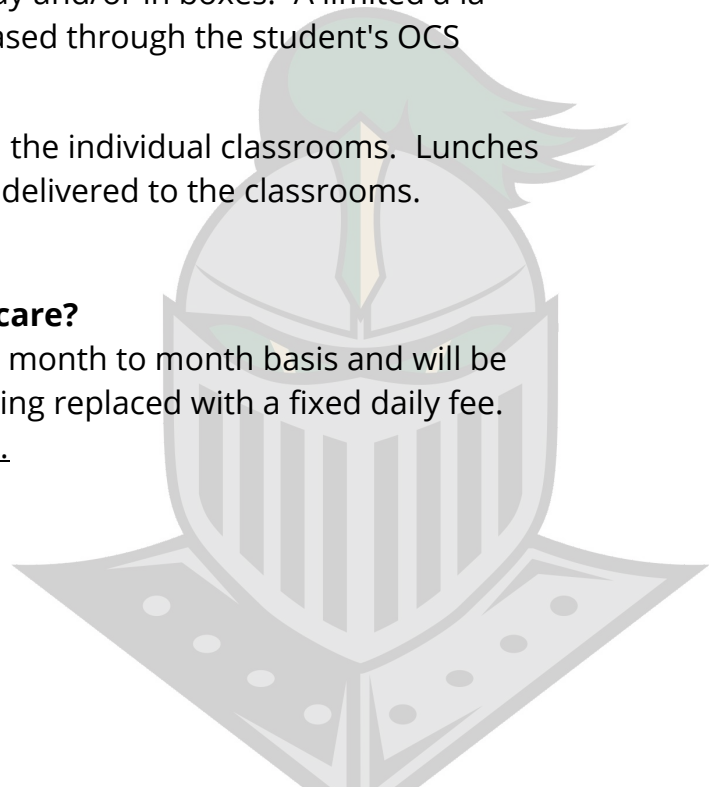 and/or in boxes. A limited a la
ased through the student's OCS
the individual classrooms. Lunches
delivered to the classrooms.
care?
month to month basis and will be
ing replaced with a fixed daily fee.
.